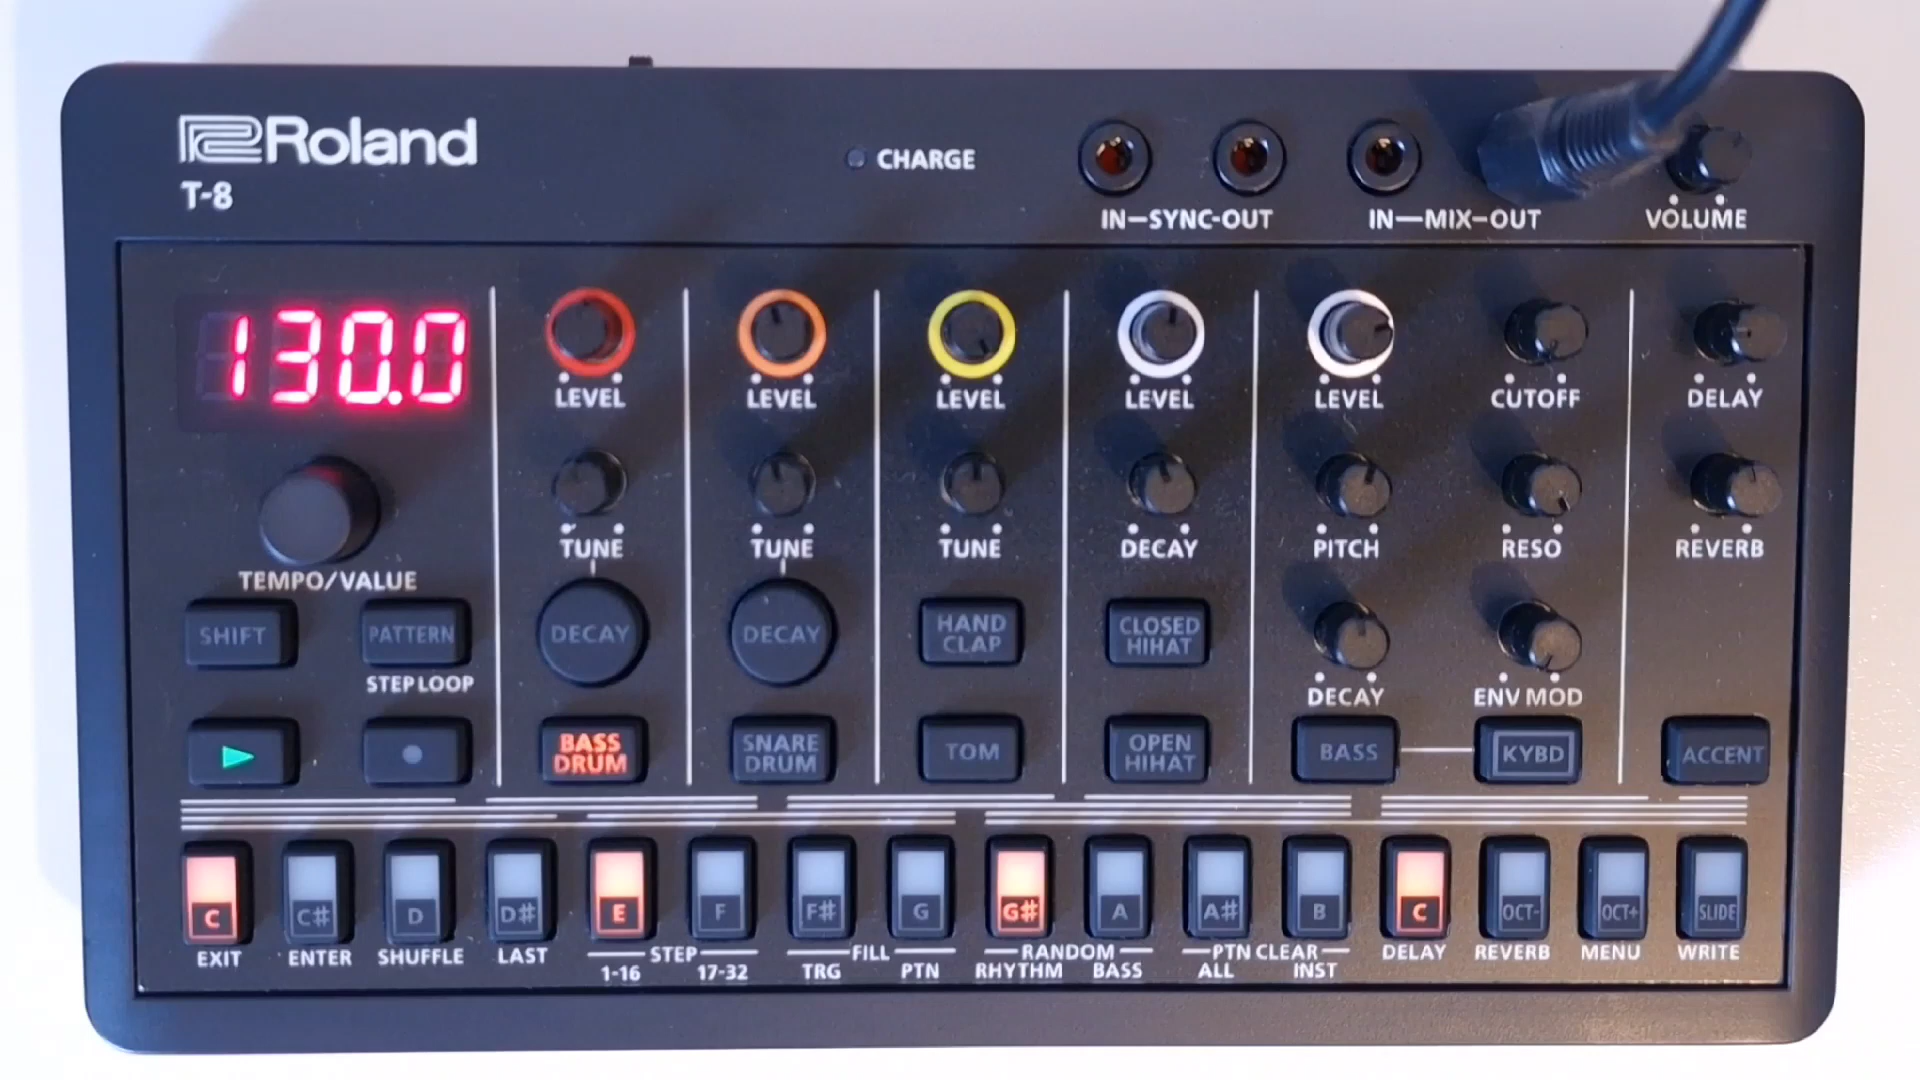 Roland
T-8
CHARGE
IN—SYNC-OUT
IN—MIX—OUT
VOLUME
130.0
LEVEL
LEVEL
LEVEL
LEVEL
LEVEL
CUTOFF
DELAY
TUNE
TUNE
TUNE
DECAY
PITCH
RESO
REVERB
TEMPO/VALUE
SHIFT
PATTERN
DECAY
DECAY
HAND
CLAP
CLOSED
HIHAT
STEP LOOP
DECAY
ENV MOD
BASS
DRUM
SNARE
DRUM
TOM
OPEN
HIHAT
BASS
KYBD
ACCENT
C
C#
D
D#
E
F
F#
G
G#
A
A#
B
C
OCT-
OCT+
SLIDE
EXIT
ENTER
SHUFFLE
LAST
STEP
1-16
17-32
FILL
TRG
PTN
RANDOM
RHYTHM
BASS
PTN CLEAR
ALL
INST
DELAY
REVERB
MENU
WRITE